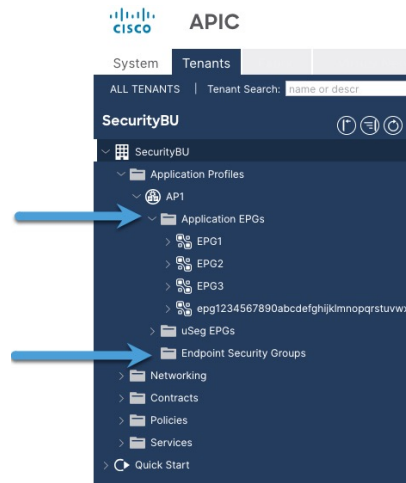 CISCO APIC
System Tenants
ALL TENANTS | Tenant Search: name or descr
SecurityBU
SecurityBU
Application Profiles
AP1
Application EPGs
EPG1
EPG2
EPG3
epg1234567890abcdefghijklmnopqrstuvwx
uSeg EPGs
Endpoint Security Groups
Networking
Contracts
Policies
Services
Quick Start